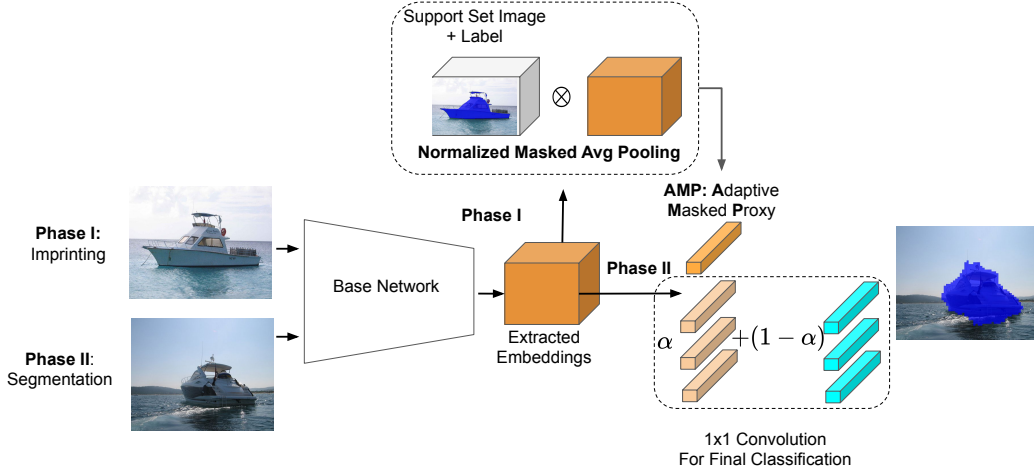 Support Set Image
+ Label
⊗
Normalized Masked Avg Pooling
AMP: Adaptive
Masked Proxy
Phase I
Phase I:
Imprinting
Base Network
Phase II
Extracted
Embeddings
α
+(1 − α)
Phase II:
Segmentation
1x1 Convolution
For Final Classification